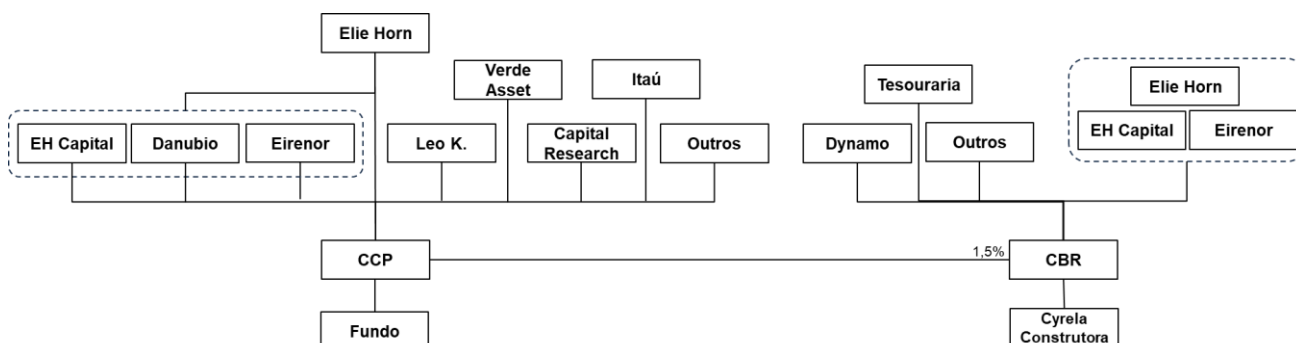 Elie Horn
Verde
Asset
Itaú
Tesouraria
Elie Horn
EH Capital
Danubio
Eirenor
Leo K.
Capital
Research
Outros
Dynamo
Outros
EH Capital
Eirenor
CCP
1,5%
CBR
Fundo
Cyrela
Construtora